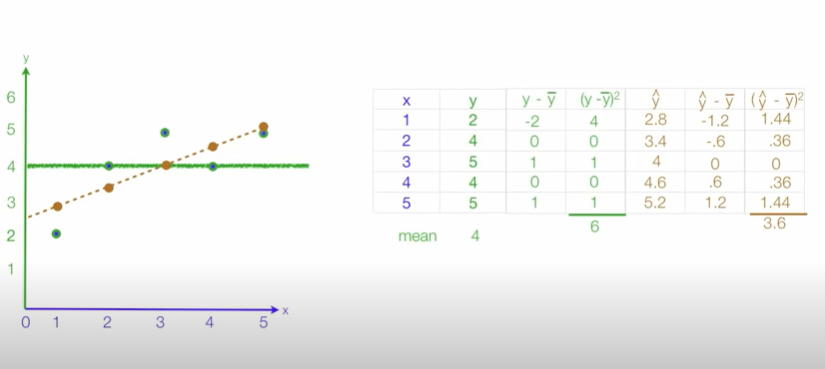 y
6
5
4
3
2
1
0 1 2 3 4 5 x
x y y - y̅ (y - y̅)² ŷ ŷ - y̅ (ŷ - y̅)²
1 2 -2 4 2.8 -1.2 1.44
2 4 0 0 3.4 -.6 .36
3 5 1 1 4 0 0
4 4 0 0 4.6 .6 .36
5 5 1 1 5.2 1.2 1.44
mean 4 6 3.6